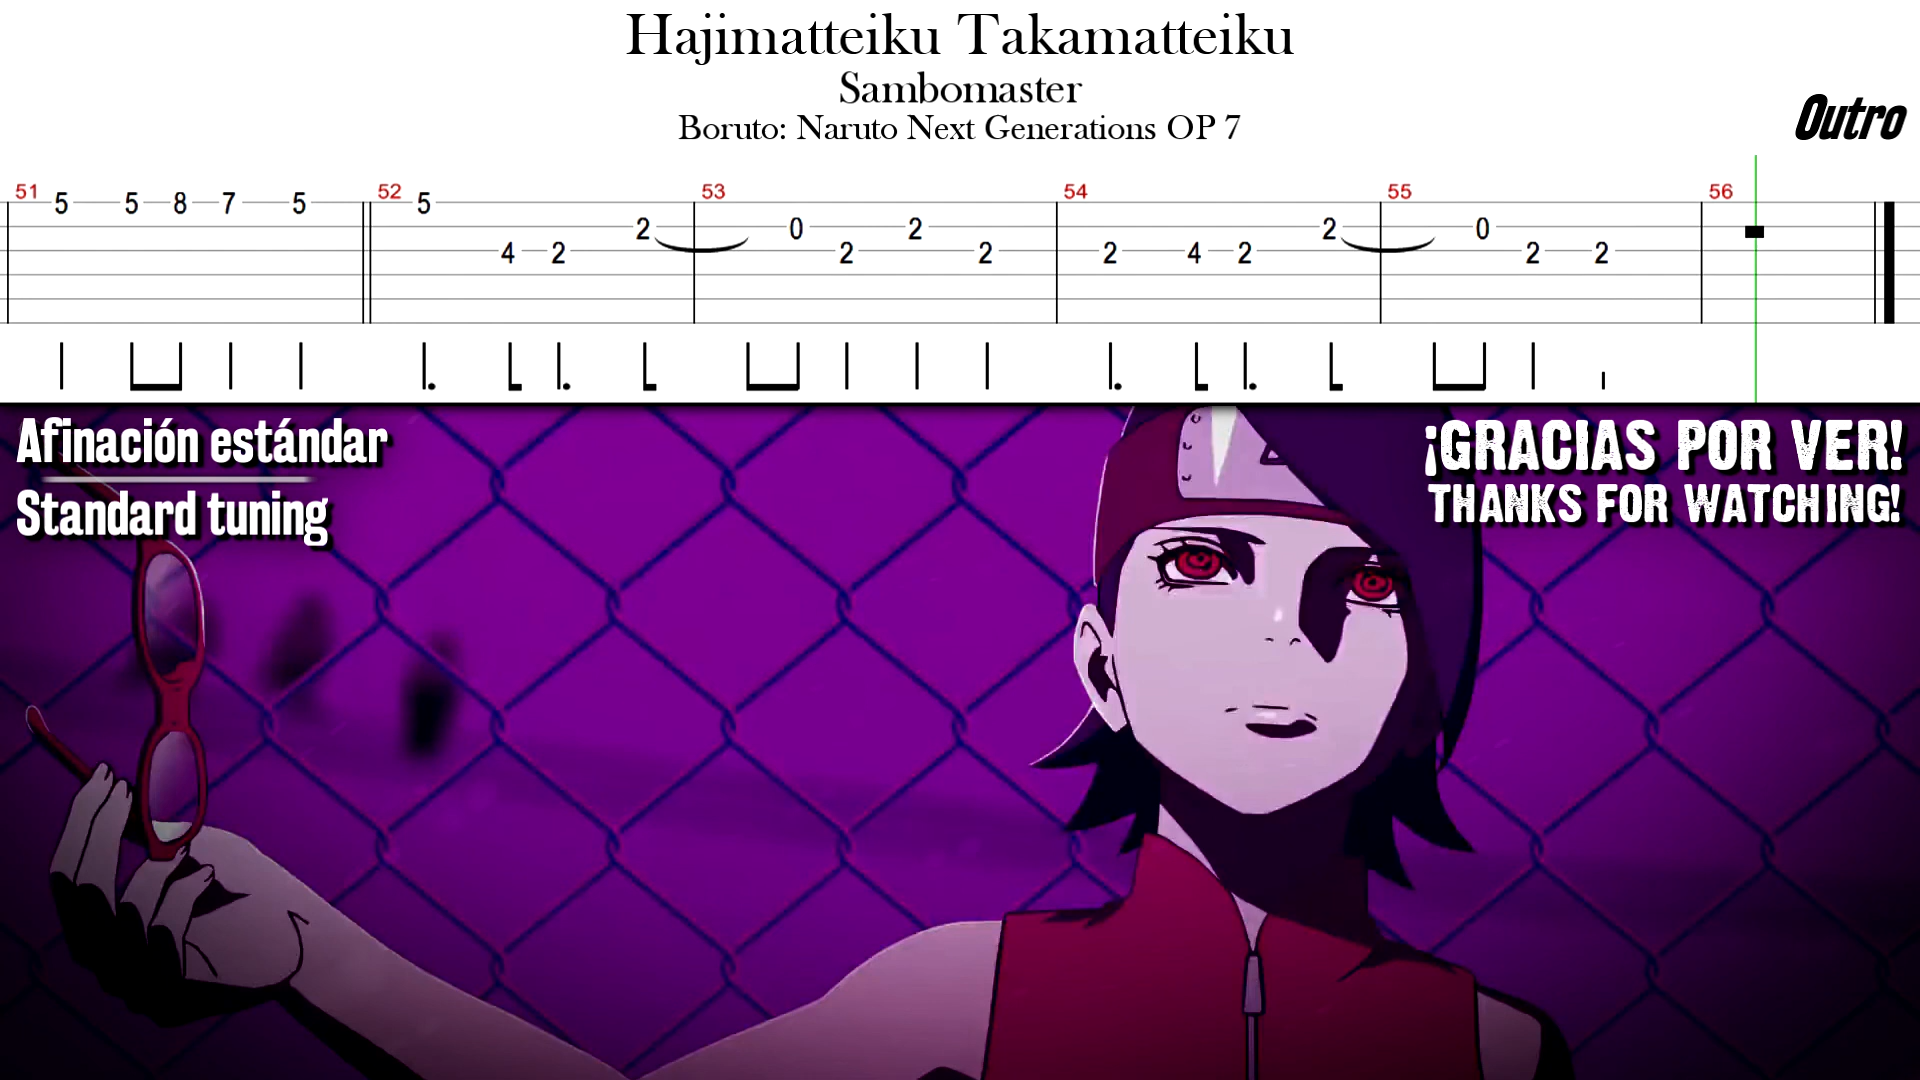 Hajimatteiku Takamatteiku
Sambomaster
Boruto: Naruto Next Generations OP 7
Outro
51 52 53 54 55 56
5 5 8 7 5 5
2 0 2 2 0
4 2 2 2 2 4 2 2 2
Afinación estándar
Standard tuning
¡GRACIAS POR VER!
THANKS FOR WATCHING!